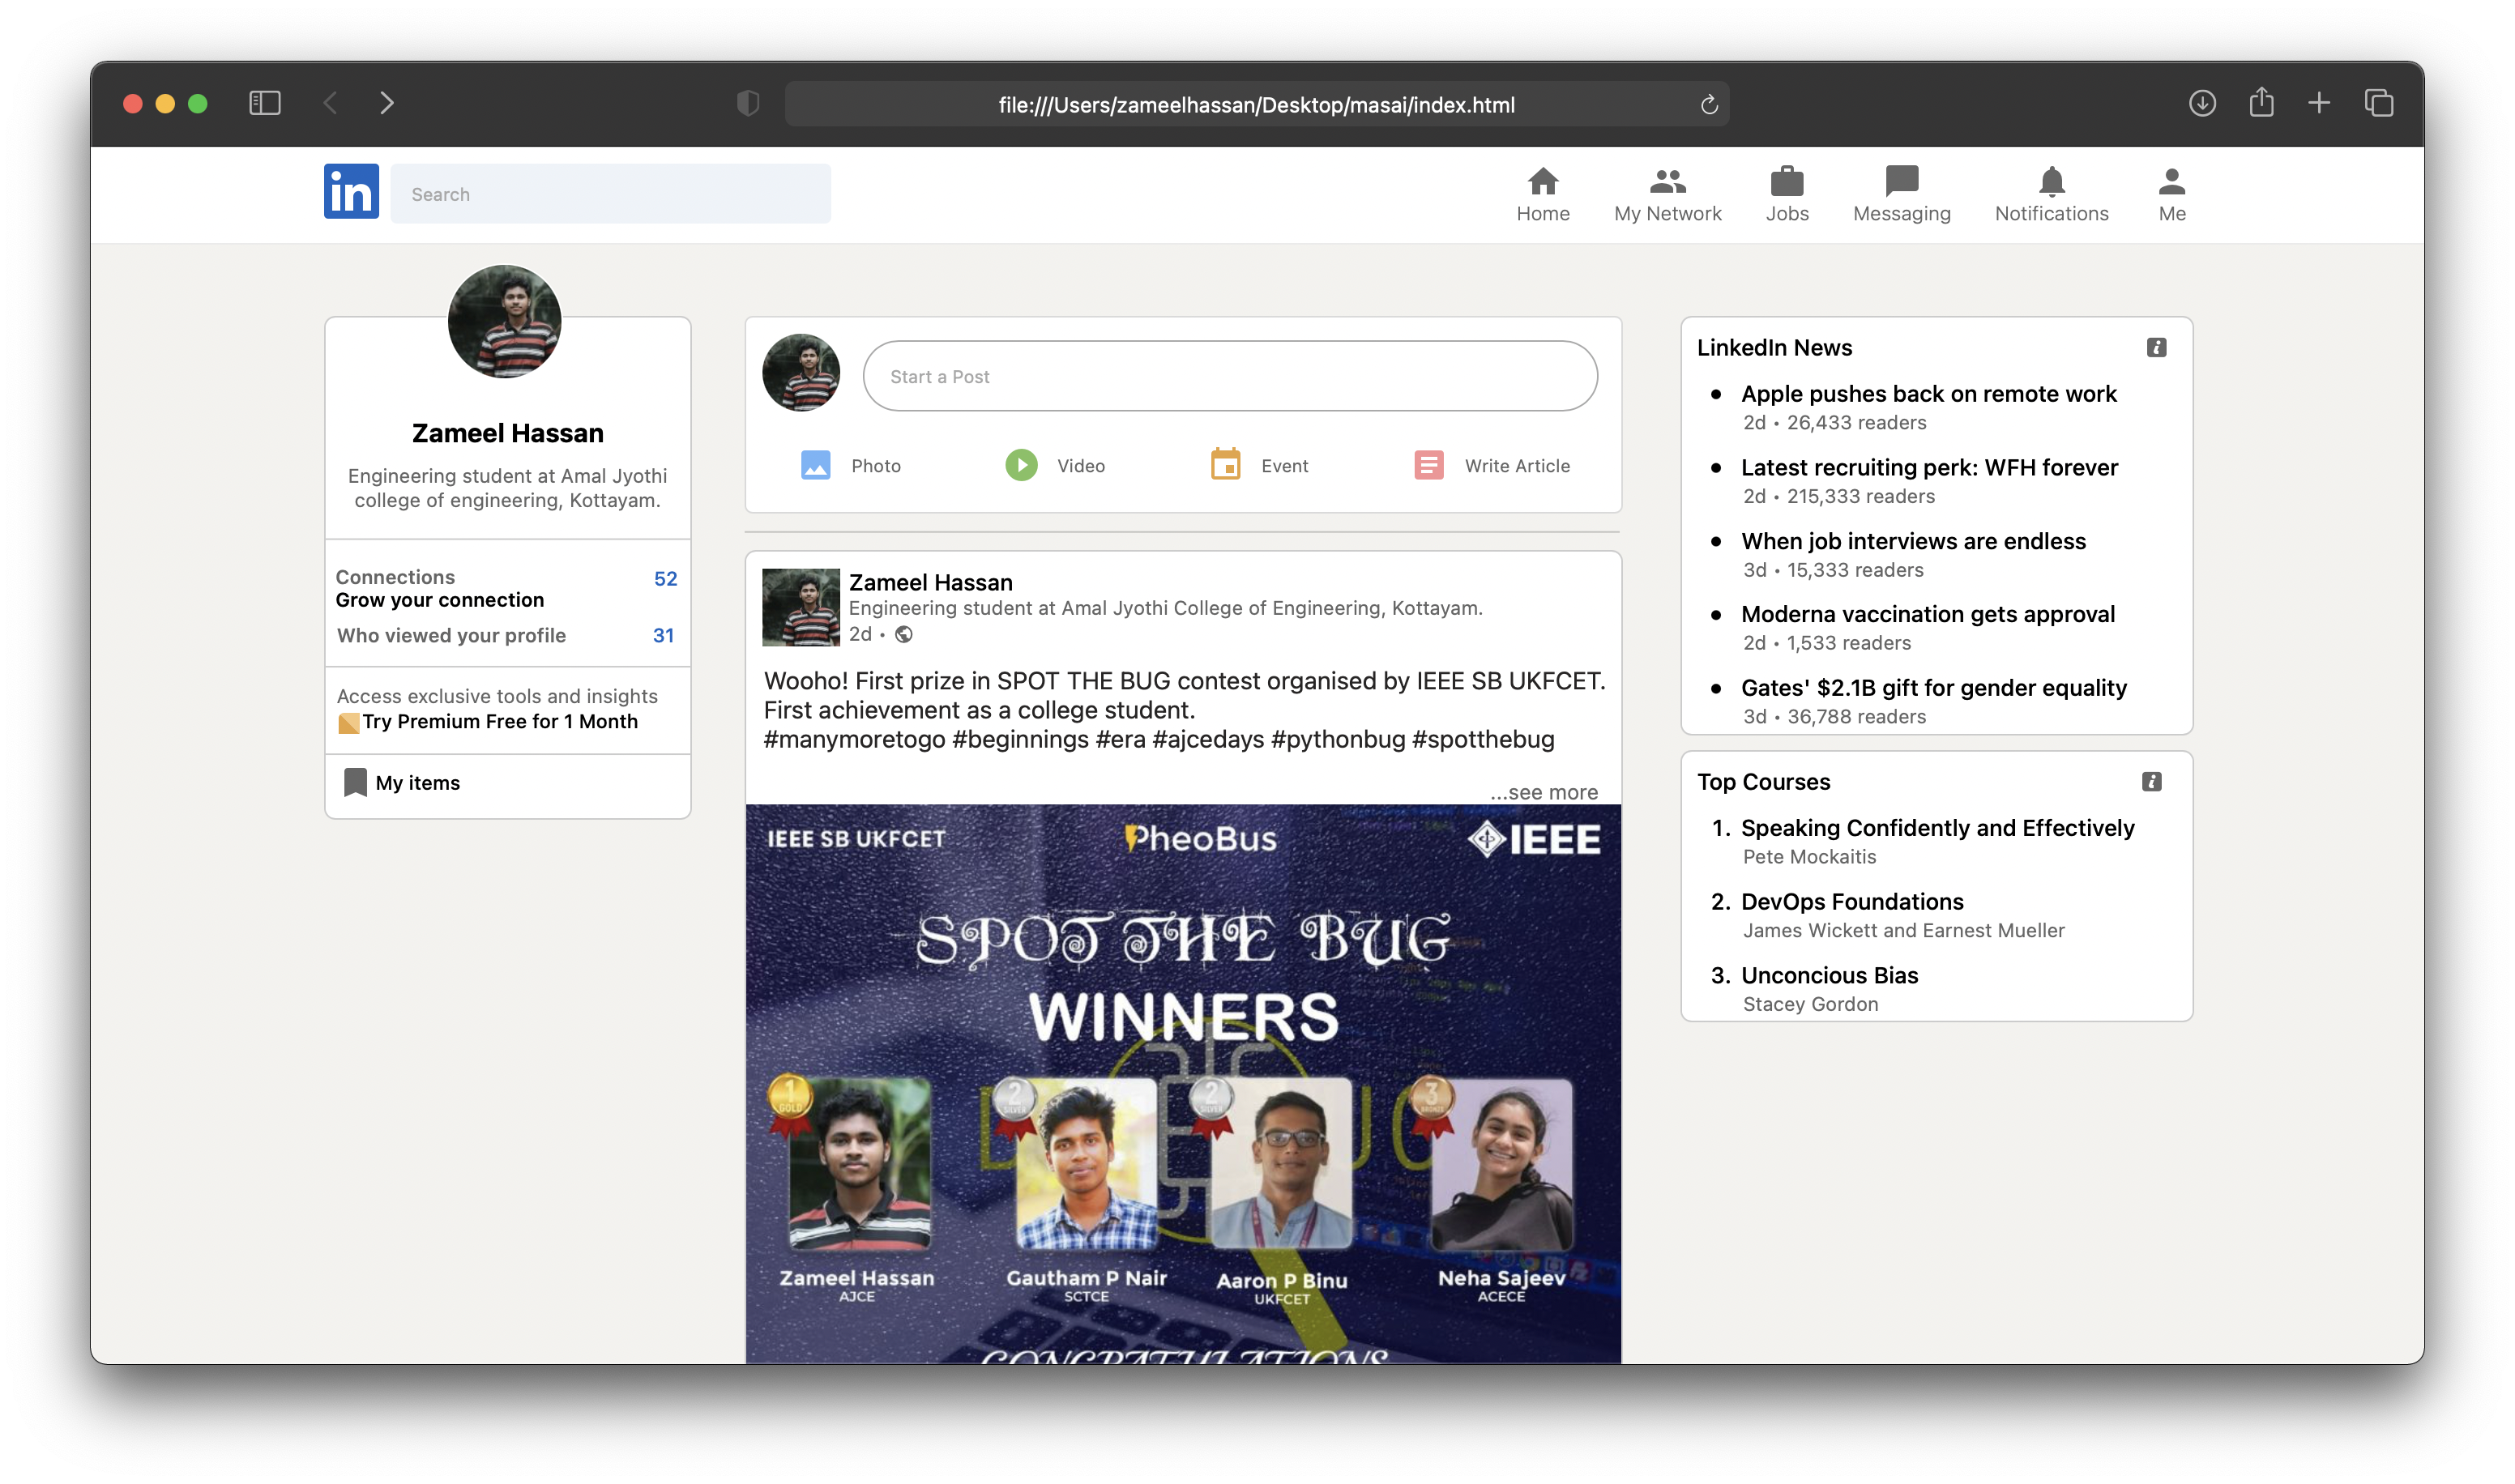 file:///Users/zameelhassan/Desktop/masai/index.html
in
Search
Home
My Network
Jobs
Messaging
Notifications
Me
Zameel Hassan
Engineering student at Amal Jyothi
college of engineering, Kottayam.
Connections 52
Grow your connection
Who viewed your profile 31
Access exclusive tools and insights
Try Premium Free for 1 Month
My items
Start a Post
Photo
Video
Event
Write Article
Zameel Hassan
Engineering student at Amal Jyothi College of Engineering, Kottayam.
2d •
Wooho! First prize in SPOT THE BUG contest organised by IEEE SB UKFCET.
First achievement as a college student.
#manymoretogo #beginnings #era #ajcedays #pythonbug #spotthebug
...see more
IEEE SB UKFCET
PheoBus
IEEE
SPOT THE BUG
WINNERS
1 GOLD
2 SILVER
2 SILVER
3 BRONZE
Zameel Hassan
AJCE
Gautham P Nair
SCTCE
Aaron P Binu
UKFCET
Neha Sajeev
ACECE
CONGRATULATIONS
LinkedIn News
• Apple pushes back on remote work
2d • 26,433 readers
• Latest recruiting perk: WFH forever
2d • 215,333 readers
• When job interviews are endless
3d • 15,333 readers
• Moderna vaccination gets approval
2d • 1,533 readers
• Gates' $2.1B gift for gender equality
3d • 36,788 readers
Top Courses
1. Speaking Confidently and Effectively
Pete Mockaitis
2. DevOps Foundations
James Wickett and Earnest Mueller
3. Unconcious Bias
Stacey Gordon